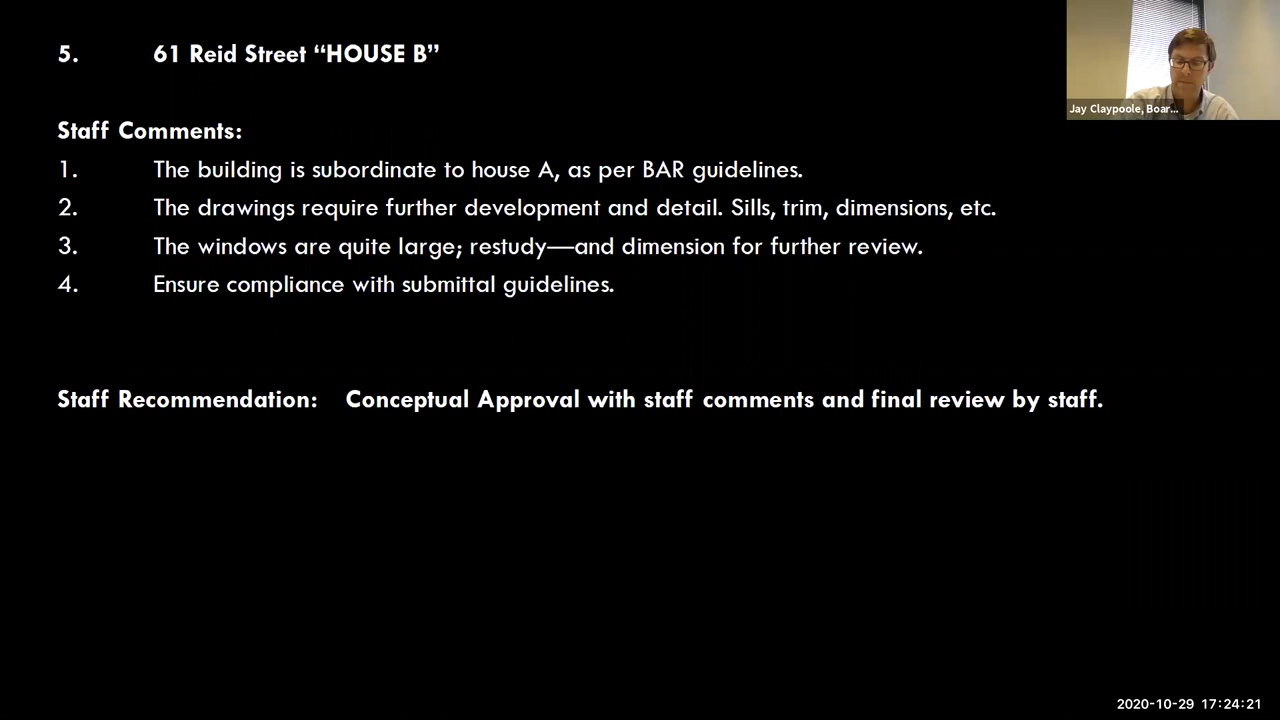 5. 61 Reid Street “HOUSE B”
Jay Claypoole, Boar...
Staff Comments:
1. The building is subordinate to house A, as per BAR guidelines.
2. The drawings require further development and detail. Sills, trim, dimensions, etc.
3. The windows are quite large; restudy—and dimension for further review.
4. Ensure compliance with submittal guidelines.
Staff Recommendation: Conceptual Approval with staff comments and final review by staff.
2020-10-29 17:24:21